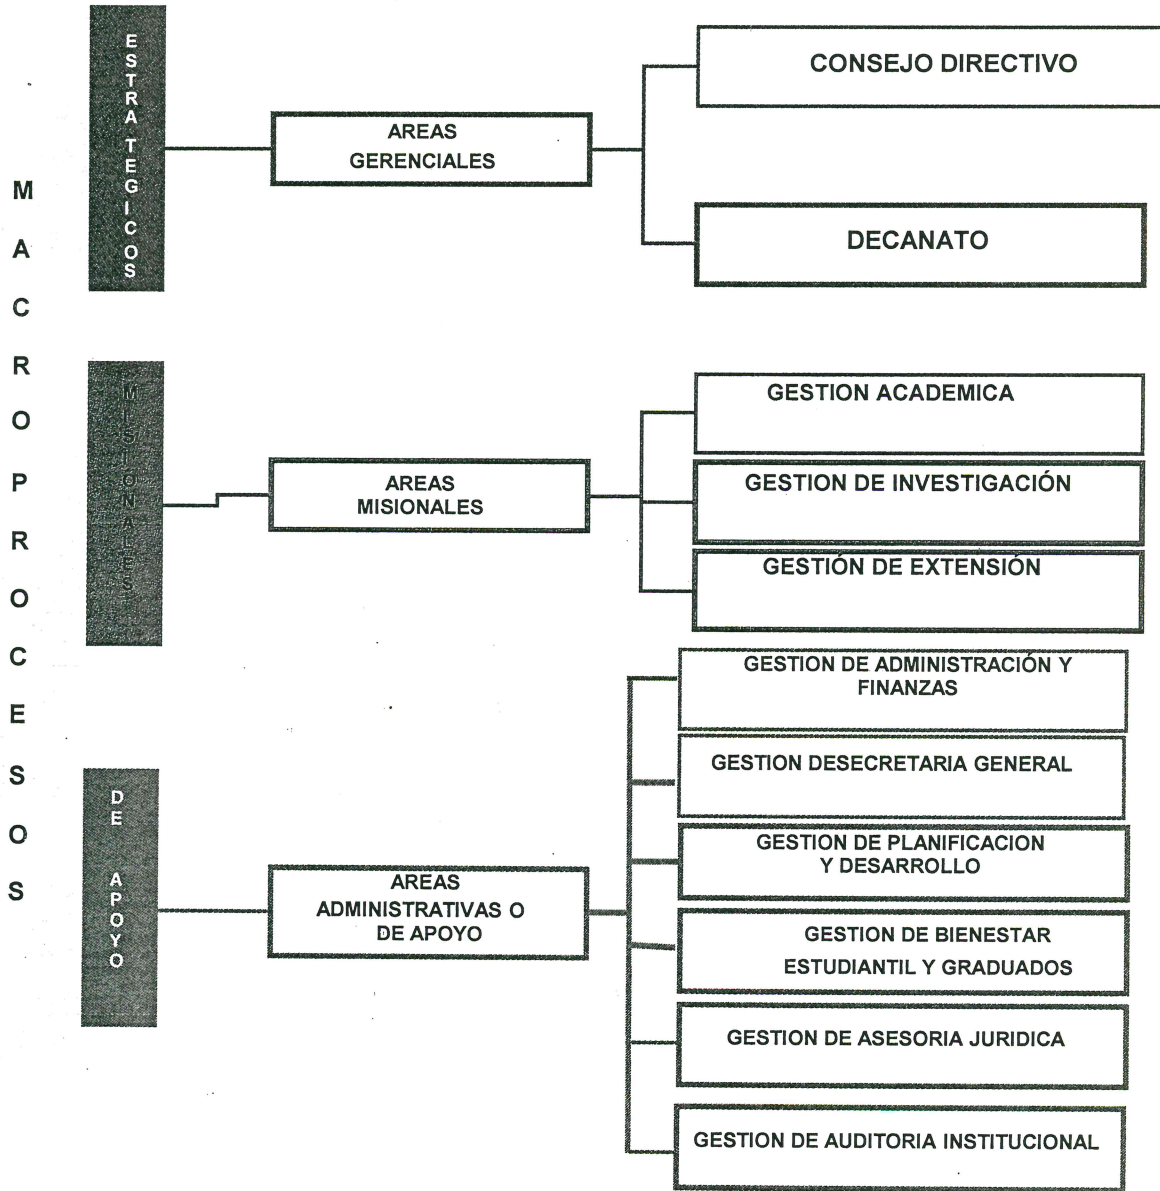 MACROPROCESOS
ESTRATEGICOS
AREAS
GERENCIALES
CONSEJO DIRECTIVO
DECANATO
MISIONALES
AREAS
MISIONALES
GESTION ACADEMICA
GESTION DE INVESTIGACIÓN
GESTIÓN DE EXTENSIÓN
DE APOYO
AREAS
ADMINISTRATIVAS O
DE APOYO
GESTION DE ADMINISTRACIÓN Y
FINANZAS
GESTION DESECRETARIA GENERAL
GESTION DE PLANIFICACION
Y DESARROLLO
GESTION DE BIENESTAR
ESTUDIANTIL Y GRADUADOS
GESTION DE ASESORIA JURIDICA
GESTION DE AUDITORIA INSTITUCIONAL